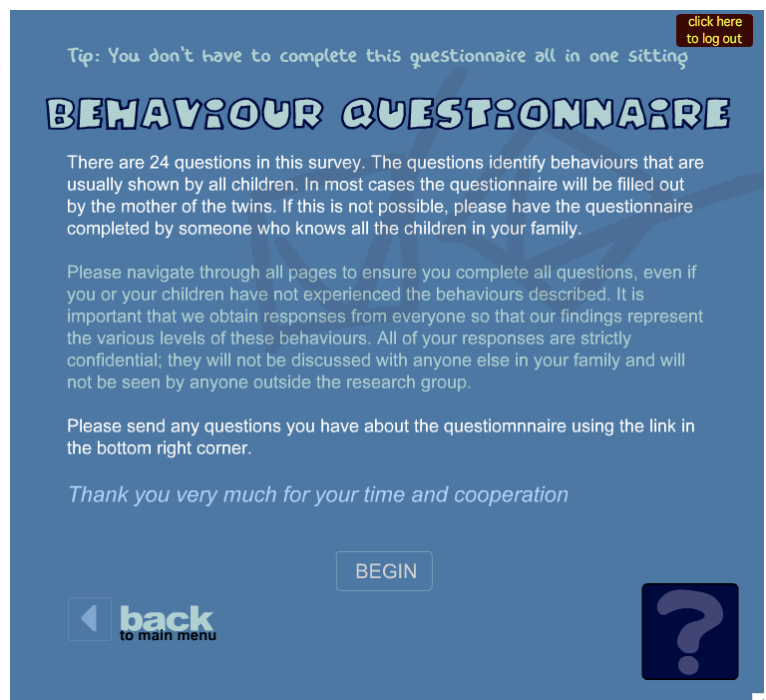 click here
to log out
Tip: You don't have to complete this questionnaire all in one sitting
BEHAVIOUR QUESTIONNAIRE
There are 24 questions in this survey. The questions identify behaviours that are
usually shown by all children. In most cases the questionnaire will be filled out
by the mother of the twins. If this is not possible, please have the questionnaire
completed by someone who knows all the children in your family.
Please navigate through all pages to ensure you complete all questions, even if
you or your children have not experienced the behaviours described. It is
important that we obtain responses from everyone so that our findings represent
the various levels of these behaviours. All of your responses are strictly
confidential; they will not be discussed with anyone else in your family and will
not be seen by anyone outside the research group.
Please send any questions you have about the questiomnnaire using the link in
the bottom right corner.
Thank you very much for your time and cooperation
BEGIN
back
to main menu
?